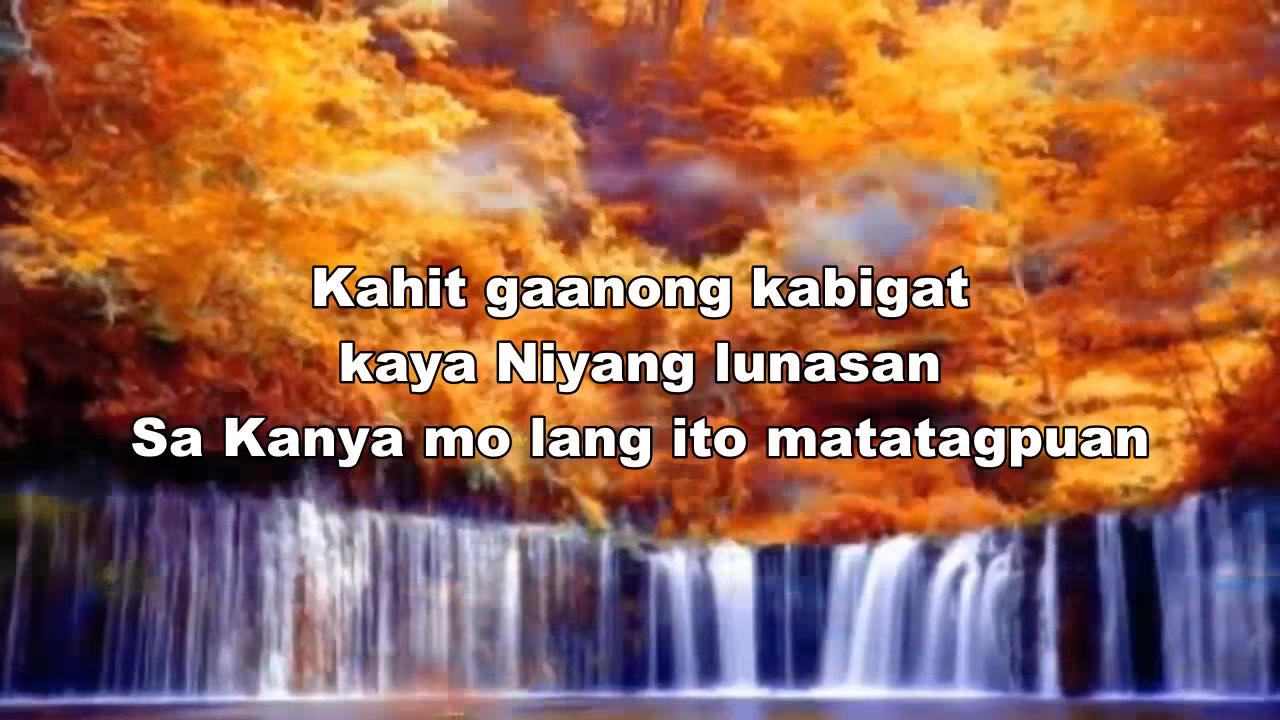 Kahit gaanong kabigat
kaya Niyang lunasan
Sa Kanya mo lang ito matatagpuan